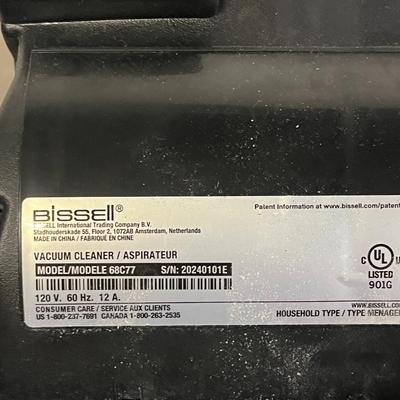 Bissell®
BISSELL International Trading Company B.V.
Stadhouderskade 55, Floor 2, 1072AB Amsterdam, Netherlands
MADE IN CHINA / FABRIQUÉ EN CHINE
Patent Information at www.bissell.com/patent
VACUUM CLEANER / ASPIRATEUR
MODEL/MODELE 68C77 S/N: 20240101E
120 V. 60 Hz. 12 A.
CONSUMER CARE / SERVICE AUX CLIENTS
US 1-800-237-7691 CANADA 1-800-263-2535
C UL
LISTED
901G
WWW.BISSELL.
HOUSEHOLD TYPE / TYPE MENAGER